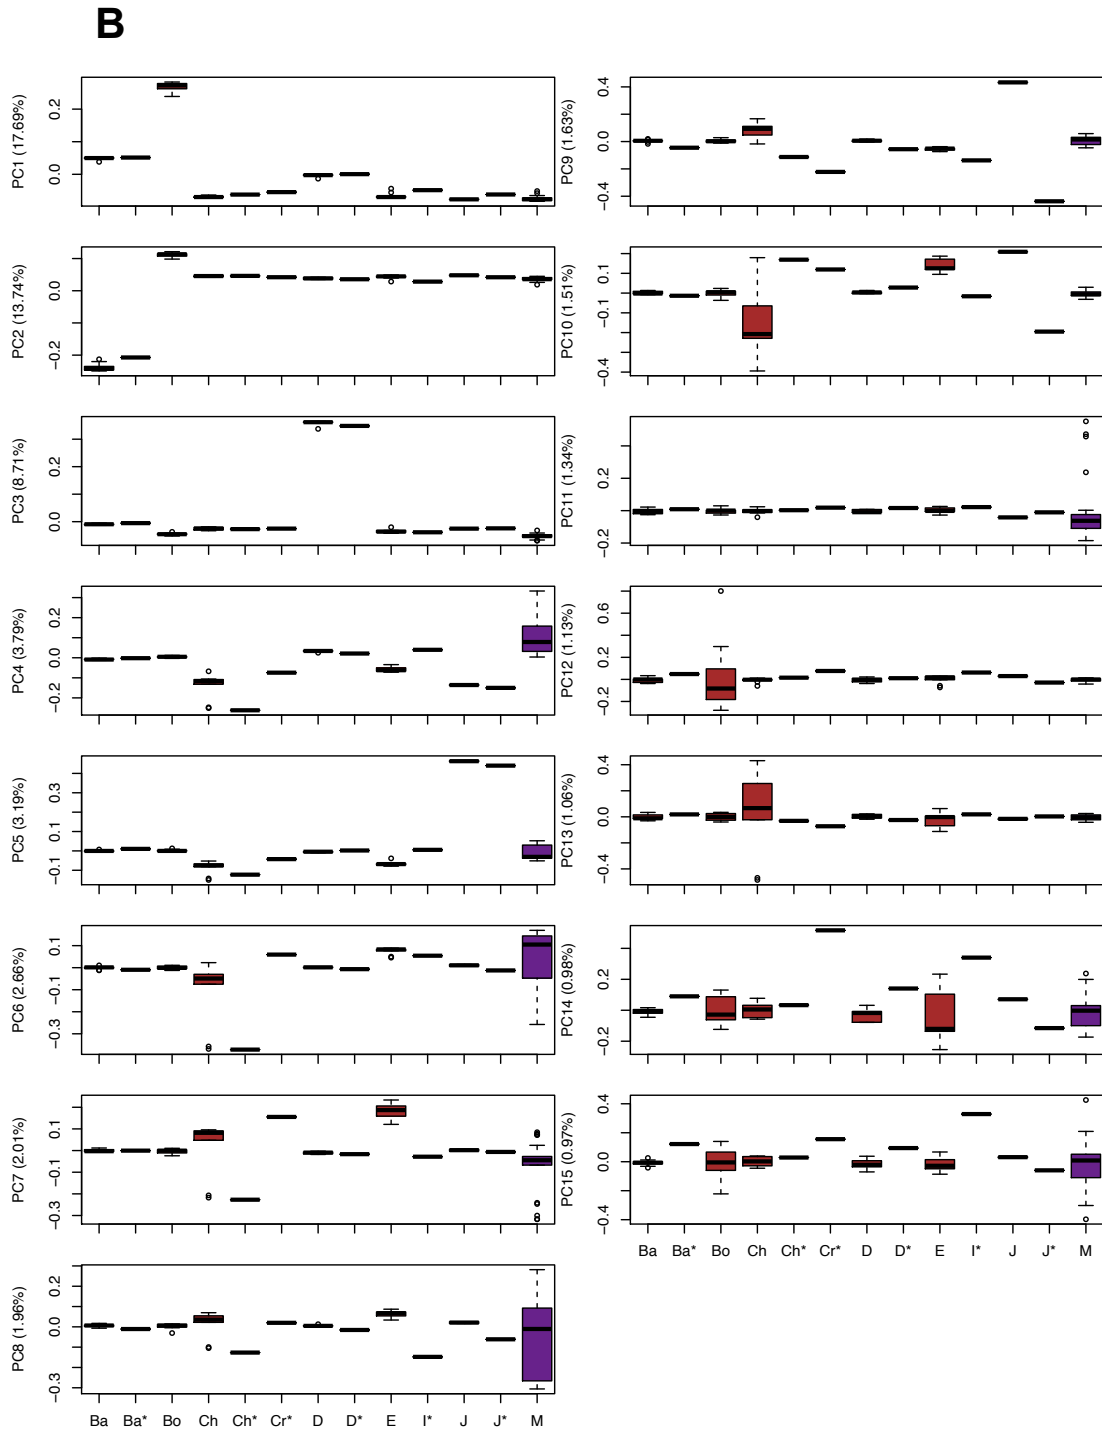 B
PC1 (17.69%)
0.2
0.0
PC2 (13.74%)
0.0
−0.2
PC3 (8.71%)
0.2
0.0
PC4 (3.79%)
0.2
0.0
−0.2
PC5 (3.19%)
0.3
0.1
−0.1
PC6 (2.66%)
0.1
−0.1
−0.3
PC7 (2.01%)
0.1
−0.1
−0.3
PC8 (1.96%)
0.2
0.0
−0.3
Ba Ba* Bo Ch Ch* Cr* D D* E I* J J* M
PC9 (1.63%)
0.4
0.0
−0.4
PC10 (1.51%)
0.1
−0.1
−0.4
PC11 (1.34%)
0.2
−0.2
PC12 (1.13%)
0.6
0.2
−0.2
PC13 (1.06%)
0.4
0.0
−0.4
PC14 (0.98%)
0.2
−0.2
PC15 (0.97%)
0.4
0.0
−0.4
Ba Ba* Bo Ch Ch* Cr* D D* E I* J J* M